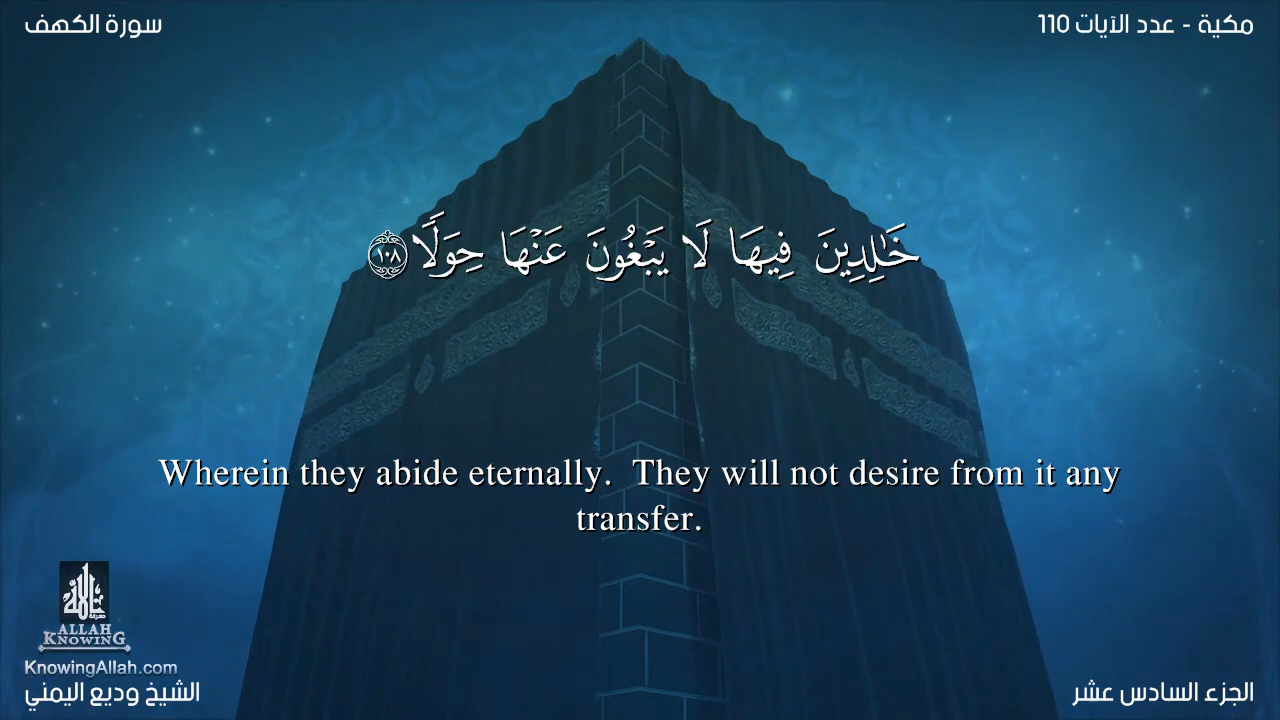 سورة الكهف
مكية - عدد الآيات 110
خَٰلِدِينَ فِيهَا لَا يَبْغُونَ عَنْهَا حِوَلًا ١٠٨
Wherein they abide eternally. They will not desire from it any
transfer.
ALLAH
KNOWING
KnowingAllah.com
الشيخ وديع اليمني
الجزء السادس عشر